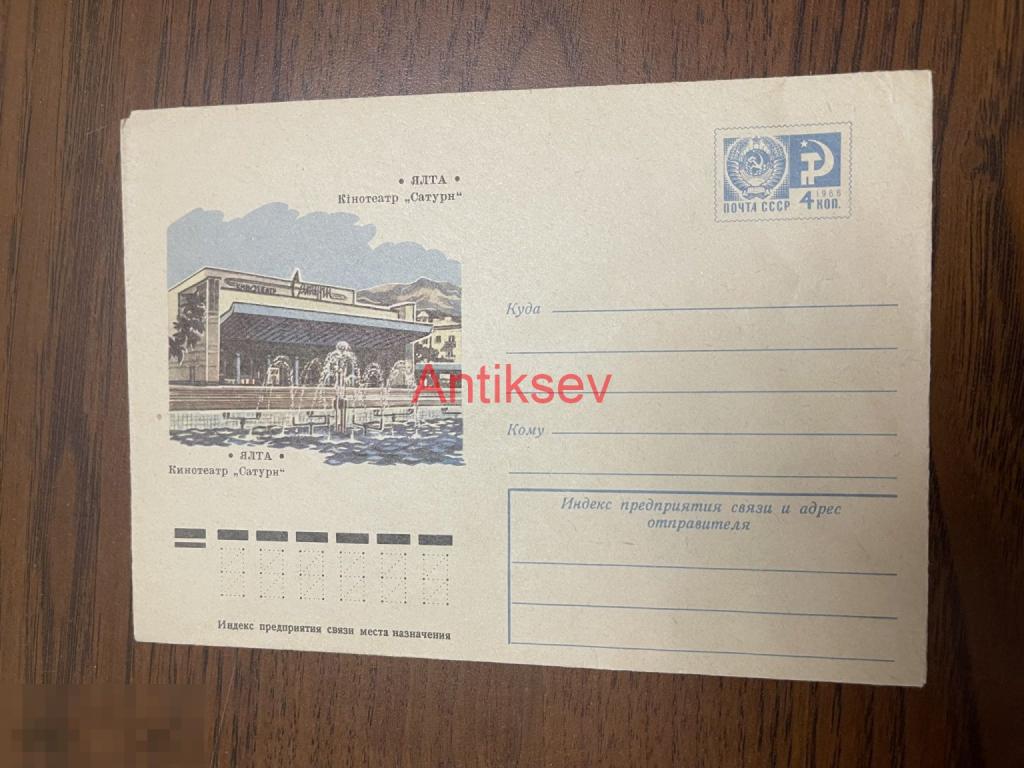 • ЯЛТА •
Кінотеатр „Сатурн“
1966
ПОЧТА СССР 4 КОП.
КИНОТЕАТР Сатурн
Куда
Antiksev
Кому
• ЯЛТА •
Кинотеатр „Сатурн“
Индекс предприятия связи и адрес
отправителя
Индекс предприятия связи места назначения